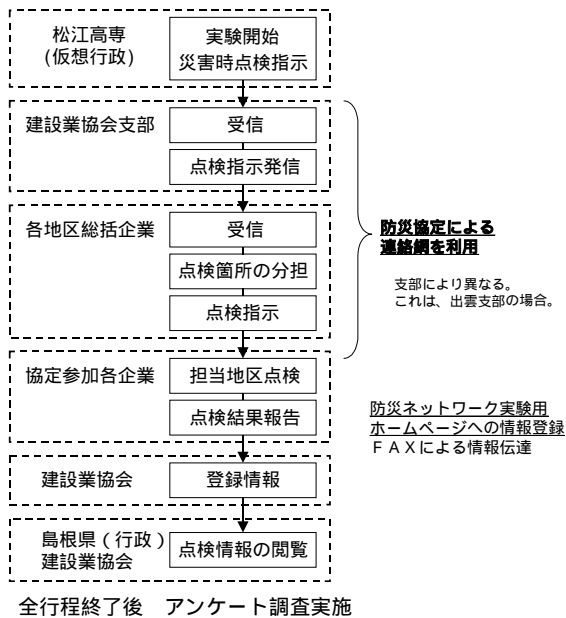 松江高専
(仮想行政)
実験開始
災害時点検指示
建設業協会支部
受信
点検指示発信
各地区総括企業
受信
点検箇所の分担
点検指示
防災協定による
連絡網を利用
支部により異なる。
これは、出雲支部の場合。
協定参加各企業
担当地区点検
点検結果報告
防災ネットワーク実験用
ホームページへの情報登録
ＦＡＸによる情報伝達
建設業協会
登録情報
島根県（行政）
建設業協会
点検情報の閲覧
全行程終了後　アンケート調査実施